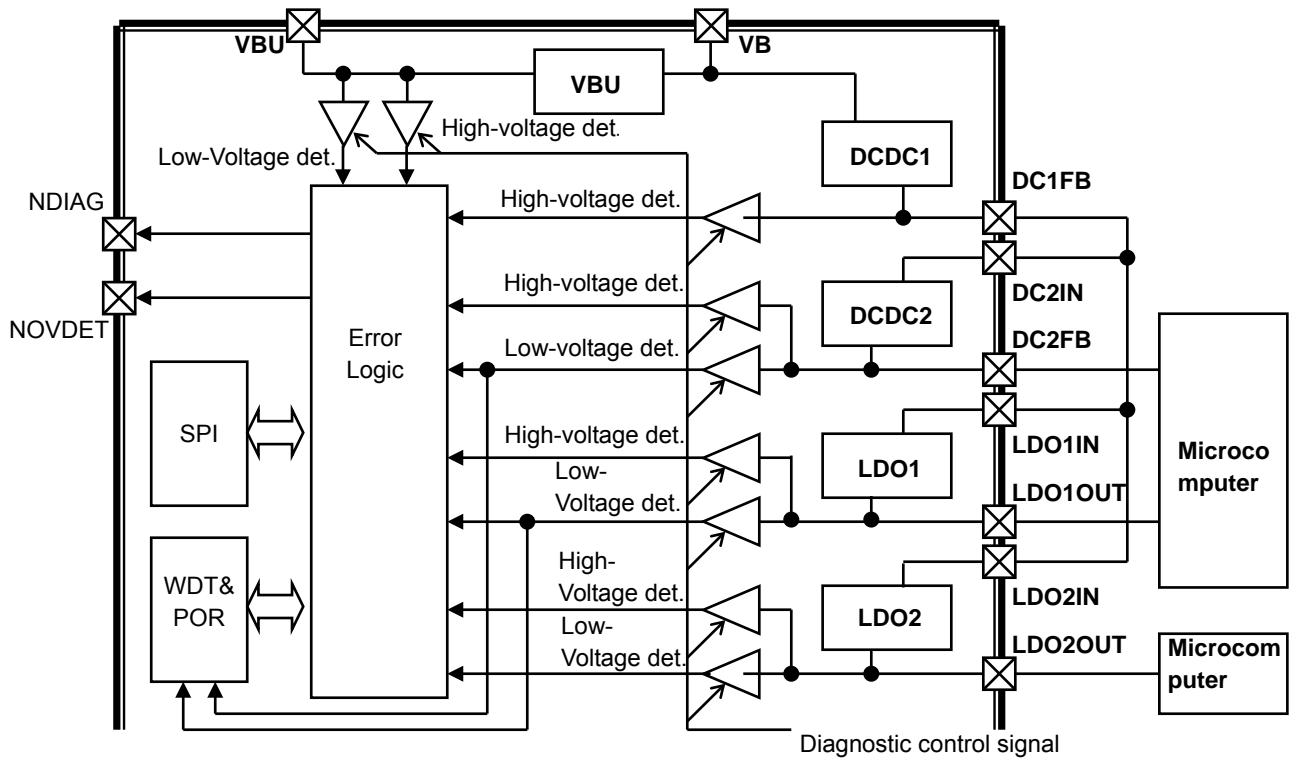 VBU
VB
VBU
High-voltage det.
Low-Voltage det.
DCDC1
DC1FB
NDIAG
High-voltage det.
DC2IN
High-voltage det.
DCDC2
NOVDET
Error
Logic
Low-voltage det.
DC2FB
SPI
High-voltage det.
LDO1
LDO1IN
Low-
Voltage det.
LDO1OUT
Microco
mputer
WDT&
POR
High-
Voltage det.
LDO2
LDO2IN
Low-
Voltage det.
LDO2OUT
Microcom
puter
Diagnostic control signal